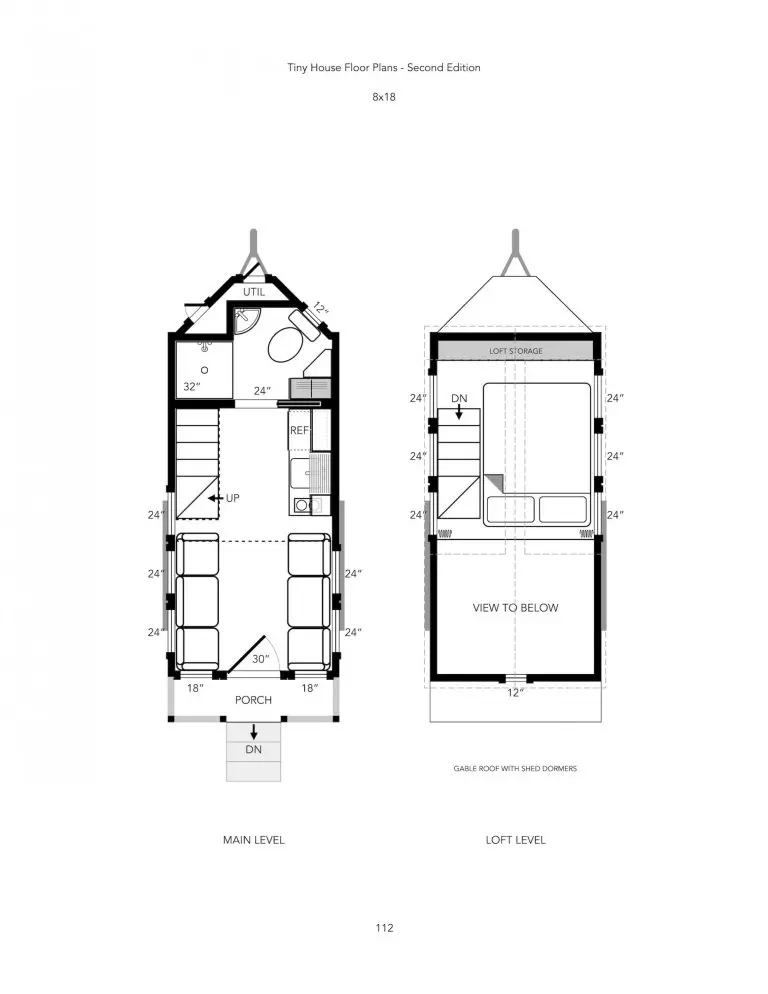 Tiny House Floor Plans - Second Edition
8x18
UTIL
12”
32”
24”
REF
UP
24”
24”
24”
24”
24”
30”
18”
18”
PORCH
DN
MAIN LEVEL
LOFT STORAGE
24”
DN
24”
24”
24”
24”
24”
VIEW TO BELOW
12”
GABLE ROOF WITH SHED DORMERS
LOFT LEVEL
112